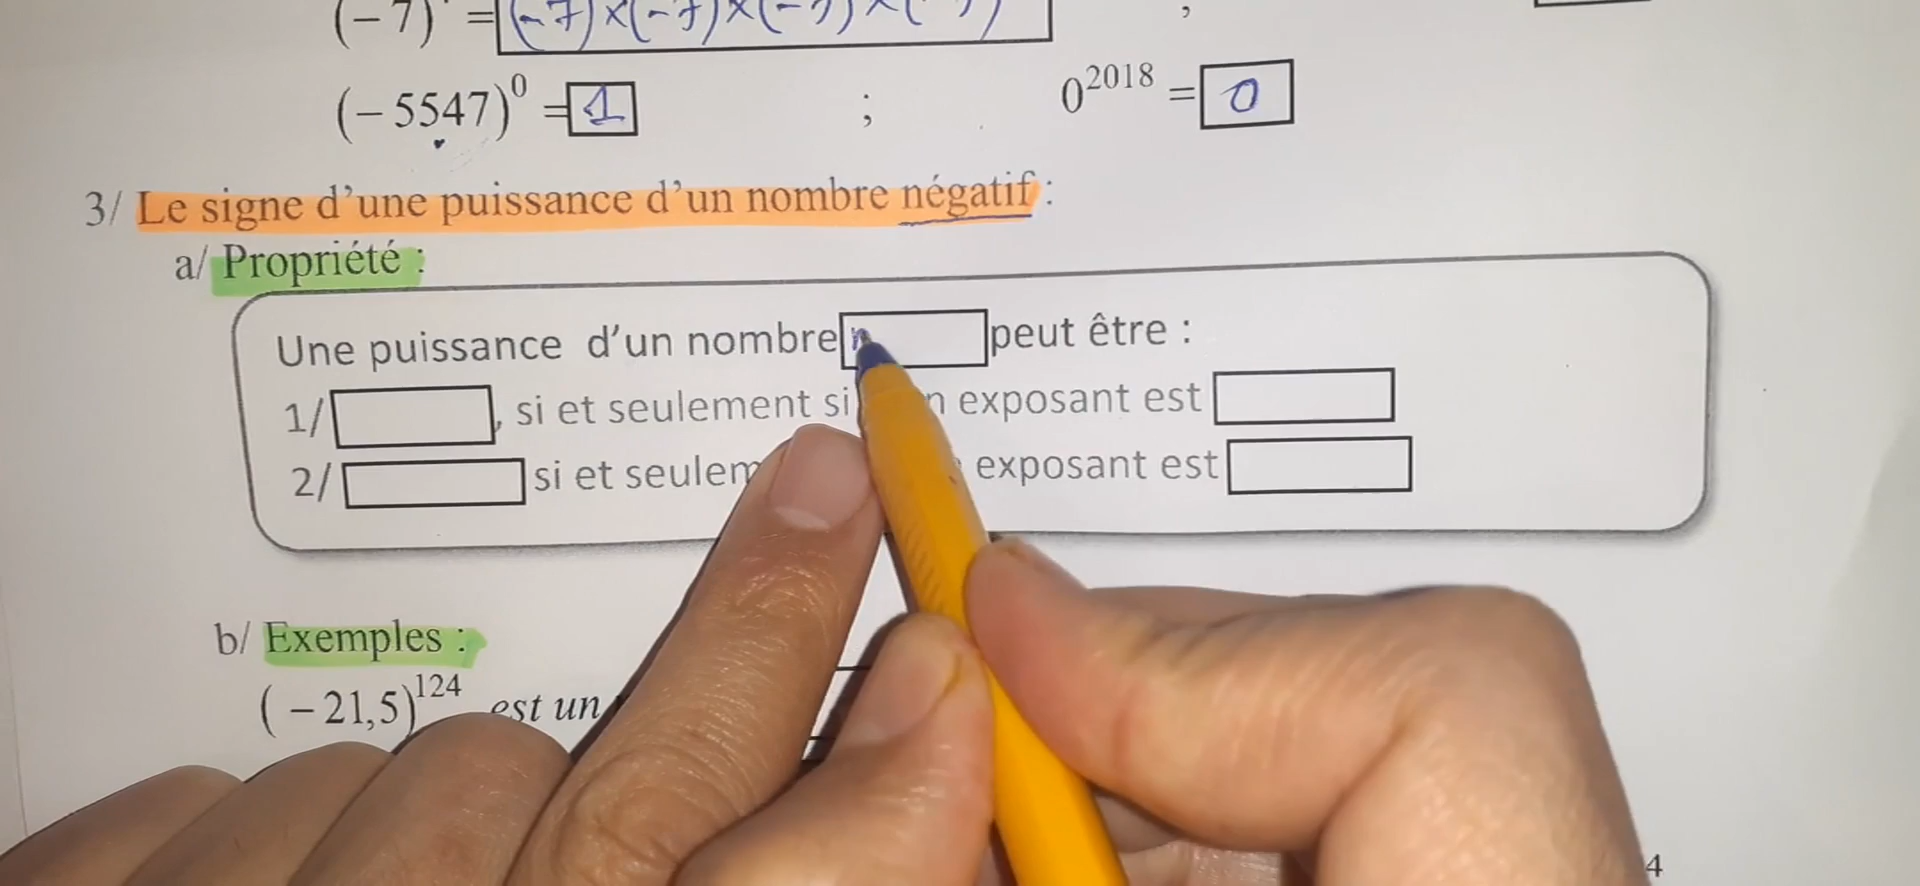 (-7) = (-7)×(-7)×(-7)×(
(-5547)⁰ = 1 ; 0²⁰¹⁸ = 0
3/ Le signe d'une puissance d'un nombre négatif :
a/ Propriété :
Une puissance d'un nombre n peut être :
1/ , si et seulement si exposant est
2/ si et seulem exposant est
b/ Exemples :
(-21,5)¹²⁴ est un
4